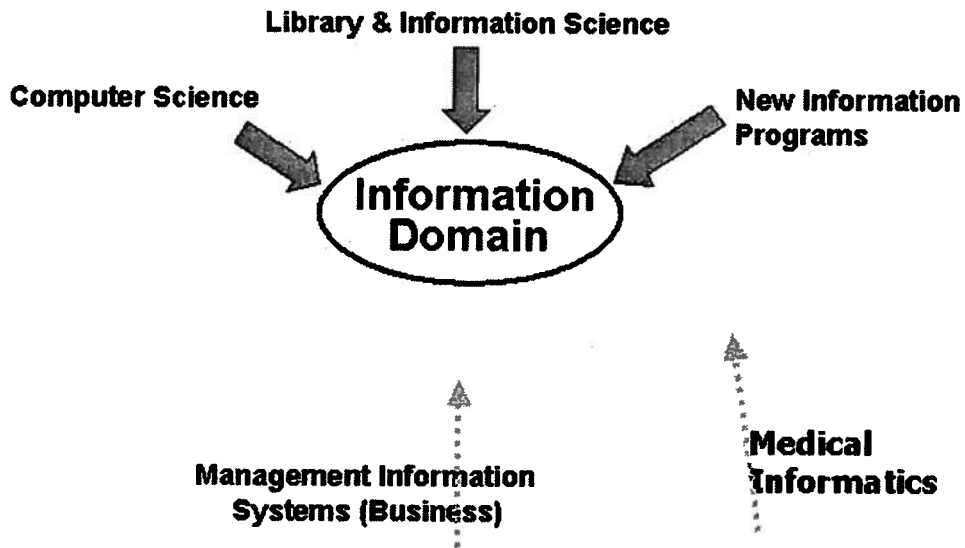 Library & Information Science
Computer Science
New Information
Programs
Information
Domain
Management Information
Systems (Business)
Medical
Informatics